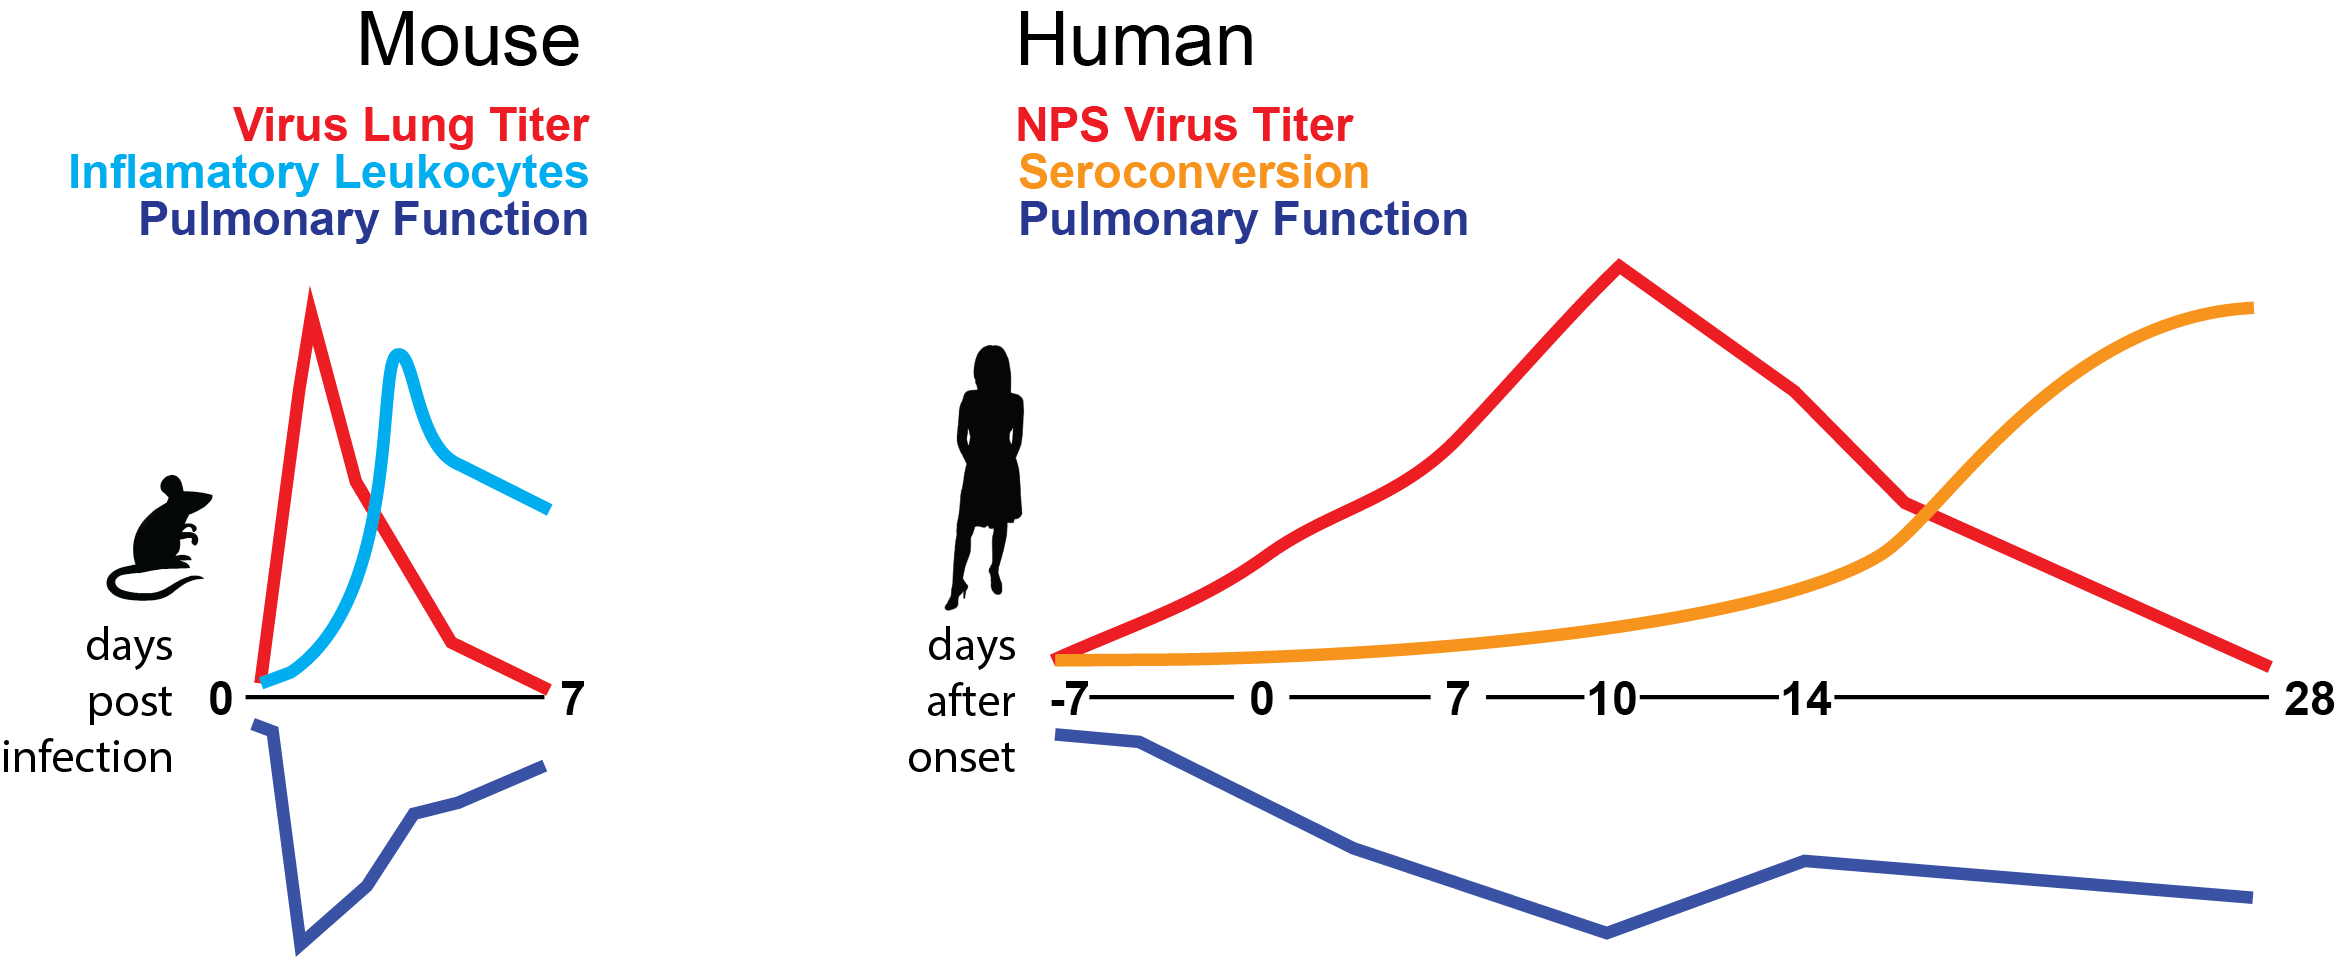 Mouse
Virus Lung Titer
Inflamatory Leukocytes
Pulmonary Function
days
post
infection
0
7
Human
NPS Virus Titer
Seroconversion
Pulmonary Function
days
after
onset
-7
0
7
10
14
28